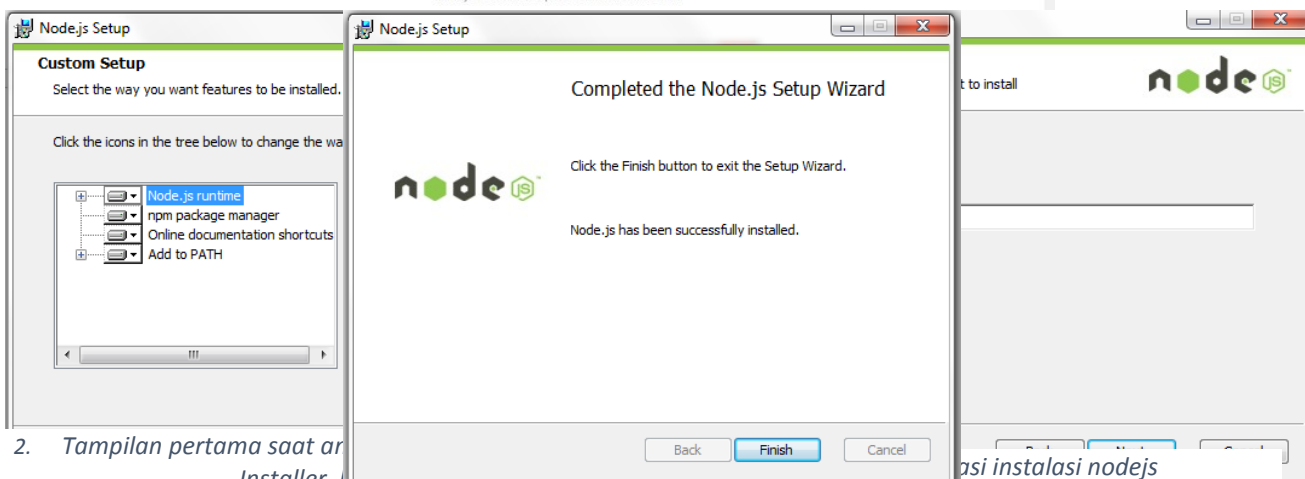 Node.js Setup
Custom Setup
Select the way you want features to be installed.
Click the icons in the tree below to change the
Node.js runtime
npm package manager
Online documentation shortcuts
Add to PATH
2. Tampilan pertama saat
Installer
Node.js Setup
Completed the Node.js Setup Wizard
node JS
Click the Finish button to exit the Setup Wizard.
Node.js has been successfully installed.
Back Finish Cancel
t to install
node JS
instalasi nodejs